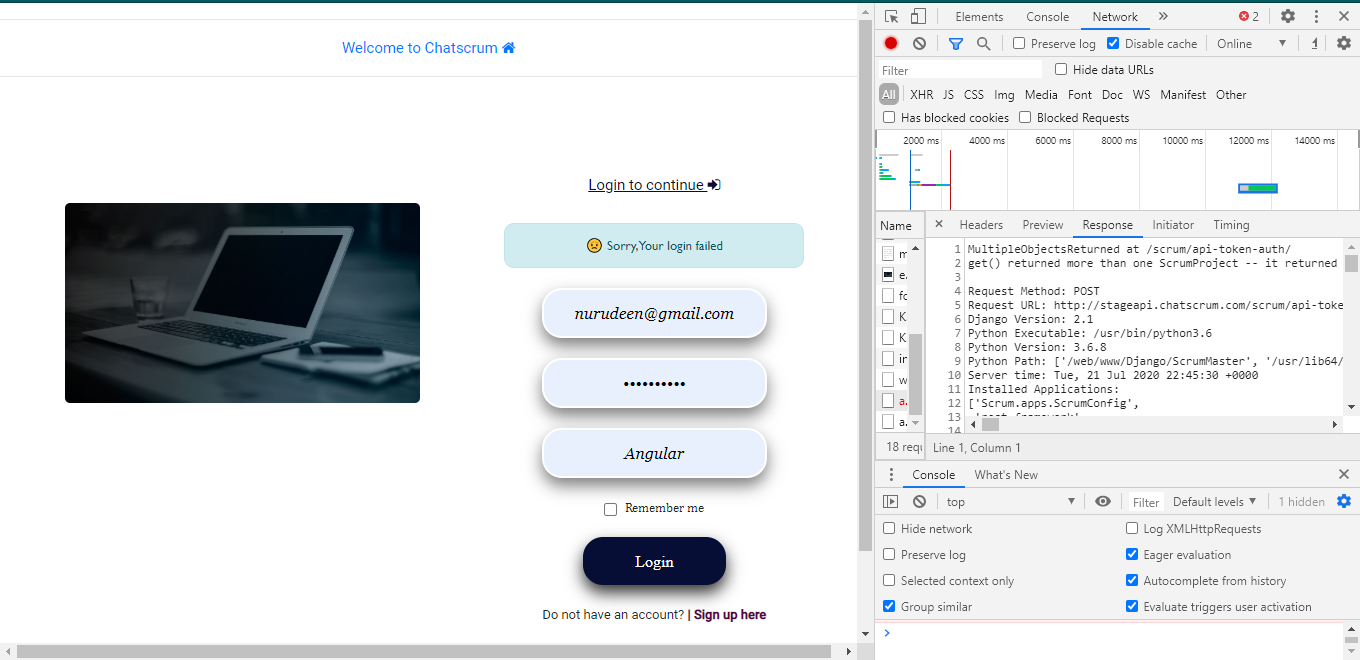 Welcome to Chatscrum
Login to continue
Sorry,Your login failed
nurudeen@gmail.com
••••••••••
Angular
Remember me
Login
Do not have an account? | Sign up here
Elements Console Network » 2
Preserve log Disable cache Online
Filter Hide data URLs
All XHR JS CSS Img Media Font Doc WS Manifest Other
Has blocked cookies Blocked Requests
2000 ms 4000 ms 6000 ms 8000 ms 10000 ms 12000 ms 14000 ms
Name × Headers Preview Response Initiator Timing
m
e
fo
K
K
in
w
a.
a.
18 requ
1 MultipleObjectsReturned at /scrum/api-token-auth/
2 get() returned more than one ScrumProject -- it returned
3
4 Request Method: POST
5 Request URL: http://stageapi.chatscrum.com/scrum/api-toke
6 Django Version: 2.1
7 Python Executable: /usr/bin/python3.6
8 Python Version: 3.6.8
9 Python Path: ['/web/www/Django/ScrumMaster', '/usr/lib64/
10 Server time: Tue, 21 Jul 2020 22:45:30 +0000
11 Installed Applications:
12 ['Scrum.apps.ScrumConfig',
13
14
Line 1, Column 1
Console What's New
top Filter Default levels 1 hidden
Hide network Log XMLHttpRequests
Preserve log Eager evaluation
Selected context only Autocomplete from history
Group similar Evaluate triggers user activation